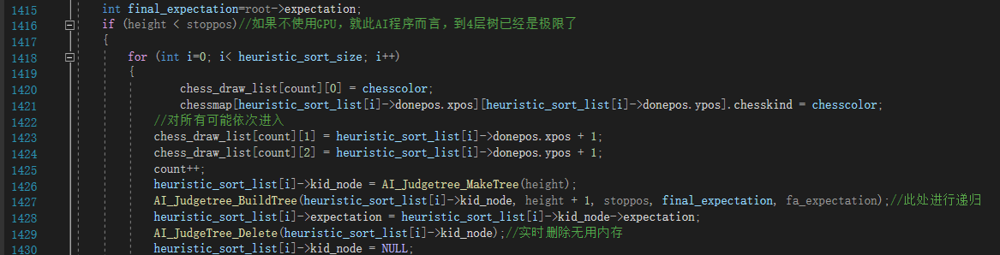 1415 int final_expectation=root->expectation;
1416 if (height < stoppos)//如果不使用GPU，就此AI程序而言，到4层树已经是极限了
1417 {
1418 for (int i=0; i< heuristic_sort_size; i++)
1419 {
1420 chess_draw_list[count][0] = chesscolor;
1421 chessmap[heuristic_sort_list[i]->donepos.xpos][heuristic_sort_list[i]->donepos.ypos].chesskind = chesscolor;
1422 //对所有可能依次进入
1423 chess_draw_list[count][1] = heuristic_sort_list[i]->donepos.xpos + 1;
1424 chess_draw_list[count][2] = heuristic_sort_list[i]->donepos.ypos + 1;
1425 count++;
1426 heuristic_sort_list[i]->kid_node = AI_Judgetree_MakeTree(height);
1427 AI_Judgetree_BuildTree(heuristic_sort_list[i]->kid_node, height + 1, stoppos, final_expectation, fa_expectation);//此处进行递归
1428 heuristic_sort_list[i]->expectation = heuristic_sort_list[i]->kid_node->expectation;
1429 AI_JudgeTree_Delete(heuristic_sort_list[i]->kid_node);//实时删除无用内存
1430 heuristic_sort_list[i]->kid_node = NULL;